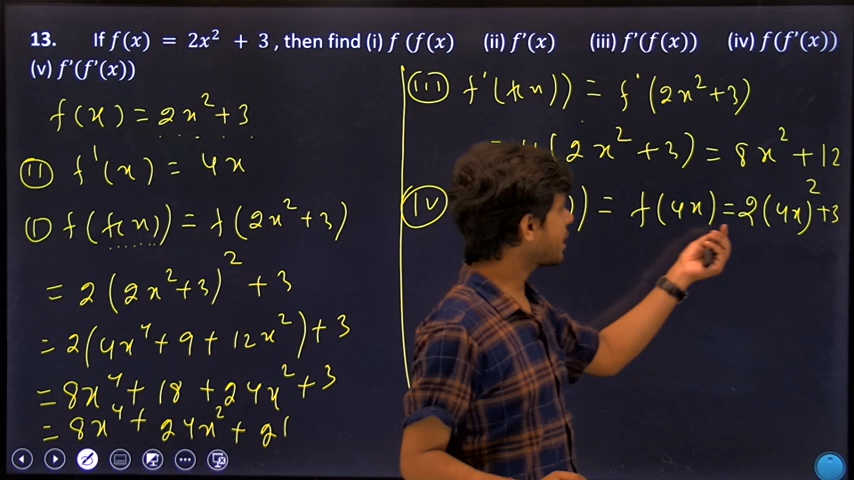 13. If f(x) = 2x² + 3, then find (i) f (f(x) (ii) f'(x) (iii) f'(f(x)) (iv) f(f'(x))
(v) f'(f'(x))
f(x) = 2x²+3
(II) f'(x) = 4x
(I) f(f(x)) = f(2x²+3)
= 2(2x²+3)² + 3
= 2(4x⁴+9+12x²)+3
= 8x⁴+18+24x²+3
= 8x⁴+24x²+21
(III) f'(f(x)) = f'(2x²+3)
(2x²+3) = 8x²+12
(IV) )) = f(4x) = 2(4x)²+3